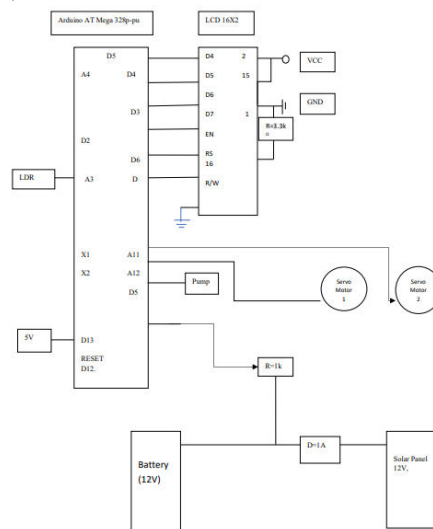 Arduino AT Mega 328p-pu
LCD 16X2
D5
A4
D4
D3
D2
D6
A3
D
X1
A11
X2
A12
D5
D13
RESET
D12.
D4
2
D5
15
D6
D7
1
EN
RS
16
R/W
VCC
GND
R=3.3k
LDR
Pump
Servo
Motor
1
Servo
Motor
2
5V
R=1k
Battery
(12V)
D=1A
Solar Panel
12V,